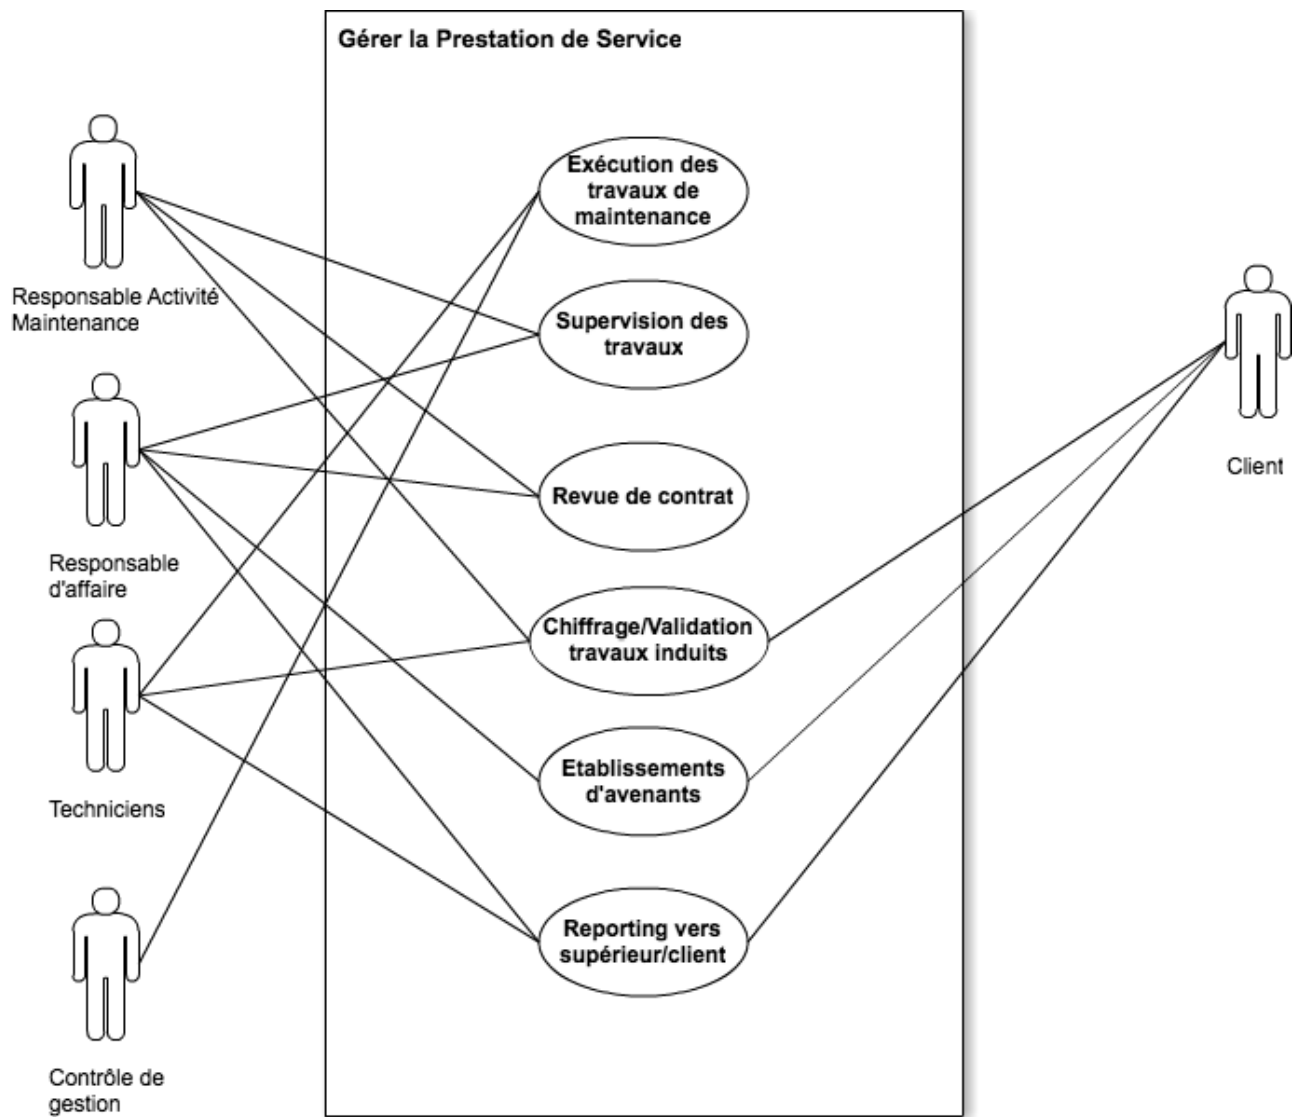 Gérer la Prestation de Service
Exécution des
travaux de
maintenance
Responsable Activité
Maintenance
Supervision des
travaux
Client
Revue de contrat
Responsable
d'affaire
Chiffrage/Validation
travaux induits
Techniciens
Etablissements
d'avenants
Reporting vers
supérieur/client
Contrôle de
gestion